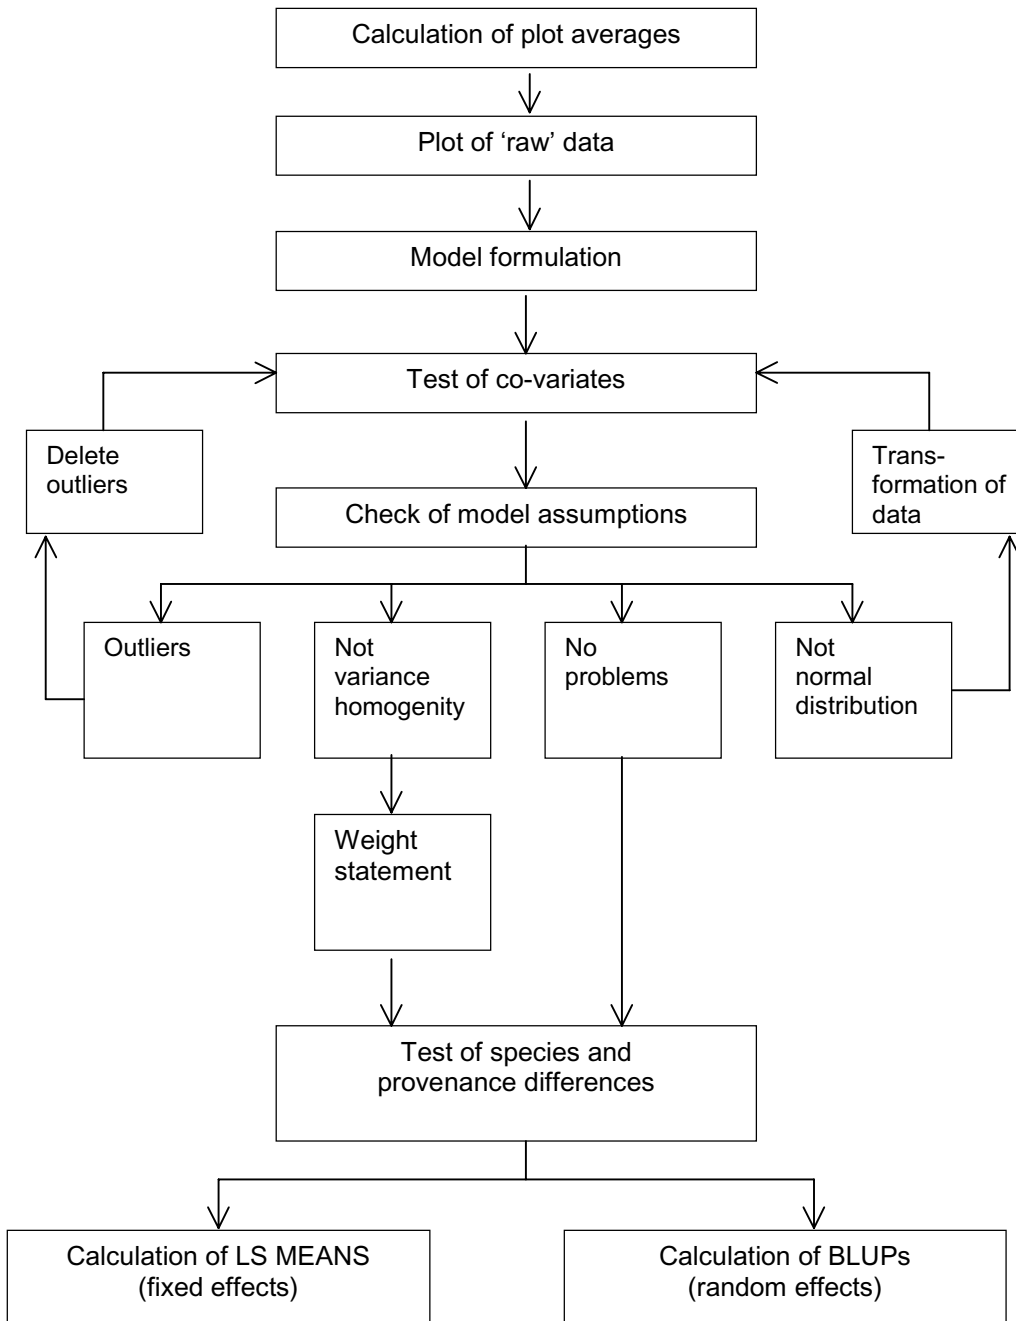 Calculation of plot averages
Plot of ‘raw’ data
Model formulation
Test of co-variates
Delete
outliers
Trans-
formation of
data
Check of model assumptions
Outliers
Not
variance
homogenity
No
problems
Not
normal
distribution
Weight
statement
Test of species and
provenance differences
Calculation of LS MEANS
(fixed effects)
Calculation of BLUPs
(random effects)